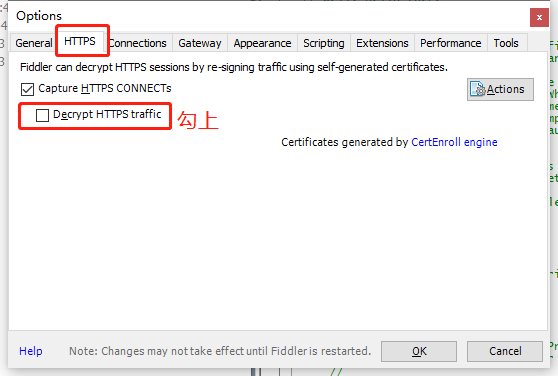 Options
General HTTPS Connections Gateway Appearance Scripting Extensions Performance Tools
Fiddler can decrypt HTTPS sessions by re-signing traffic using self-generated certificates.
Capture HTTPS CONNECTs
Actions
Decrypt HTTPS traffic 勾上
Certificates generated by CertEnroll engine
Help Note: Changes may not take effect until Fiddler is restarted. OK Cancel